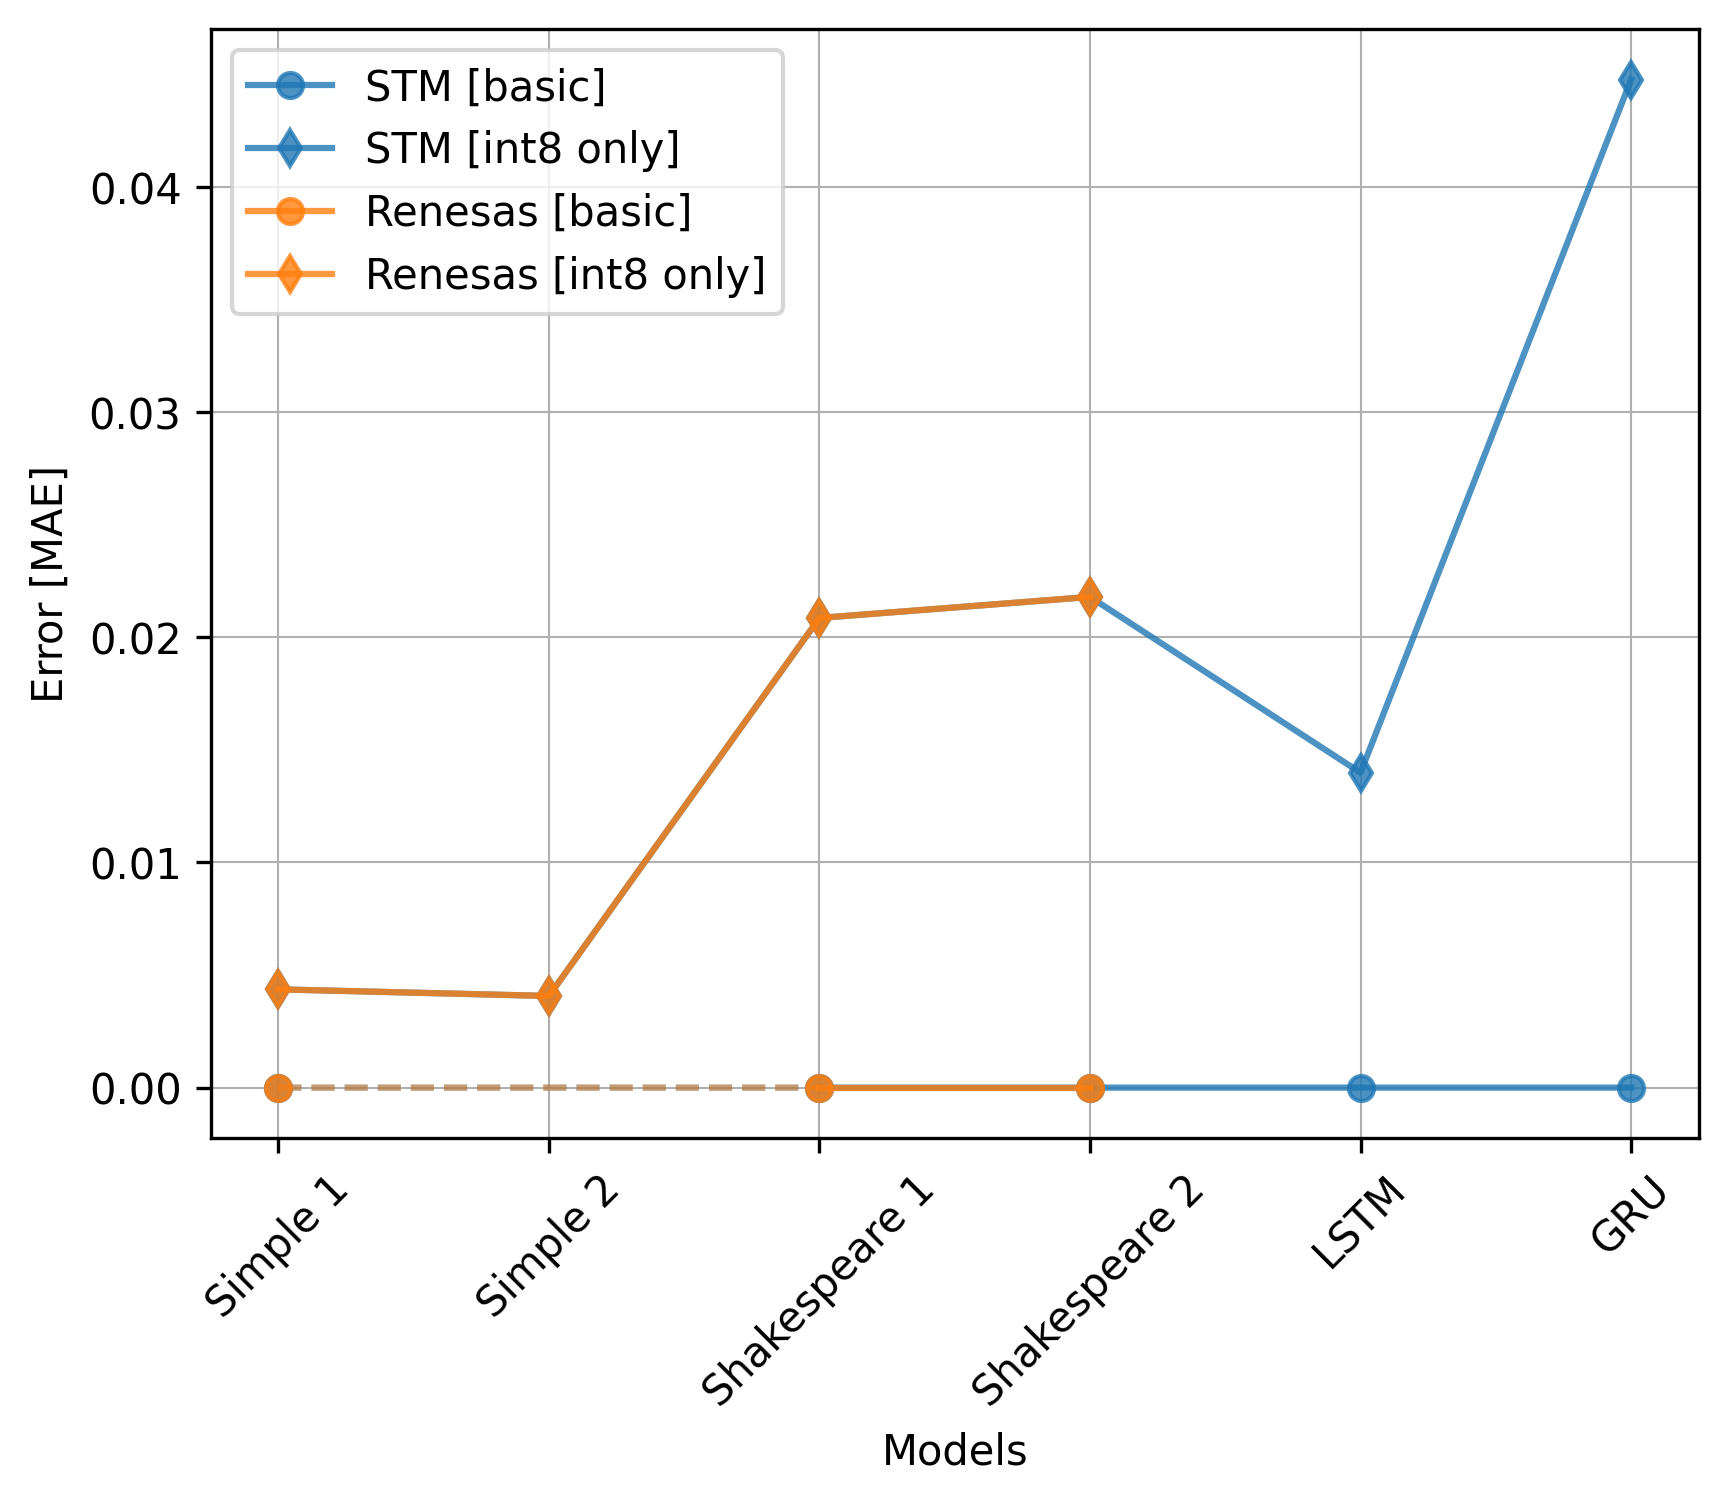 STM [basic]
STM [int8 only]
Renesas [basic]
Renesas [int8 only]
0.04
0.03
0.02
0.01
0.00
Error [MAE]
Simple 1
Simple 2
Shakespeare 1
Shakespeare 2
LSTM
GRU
Models